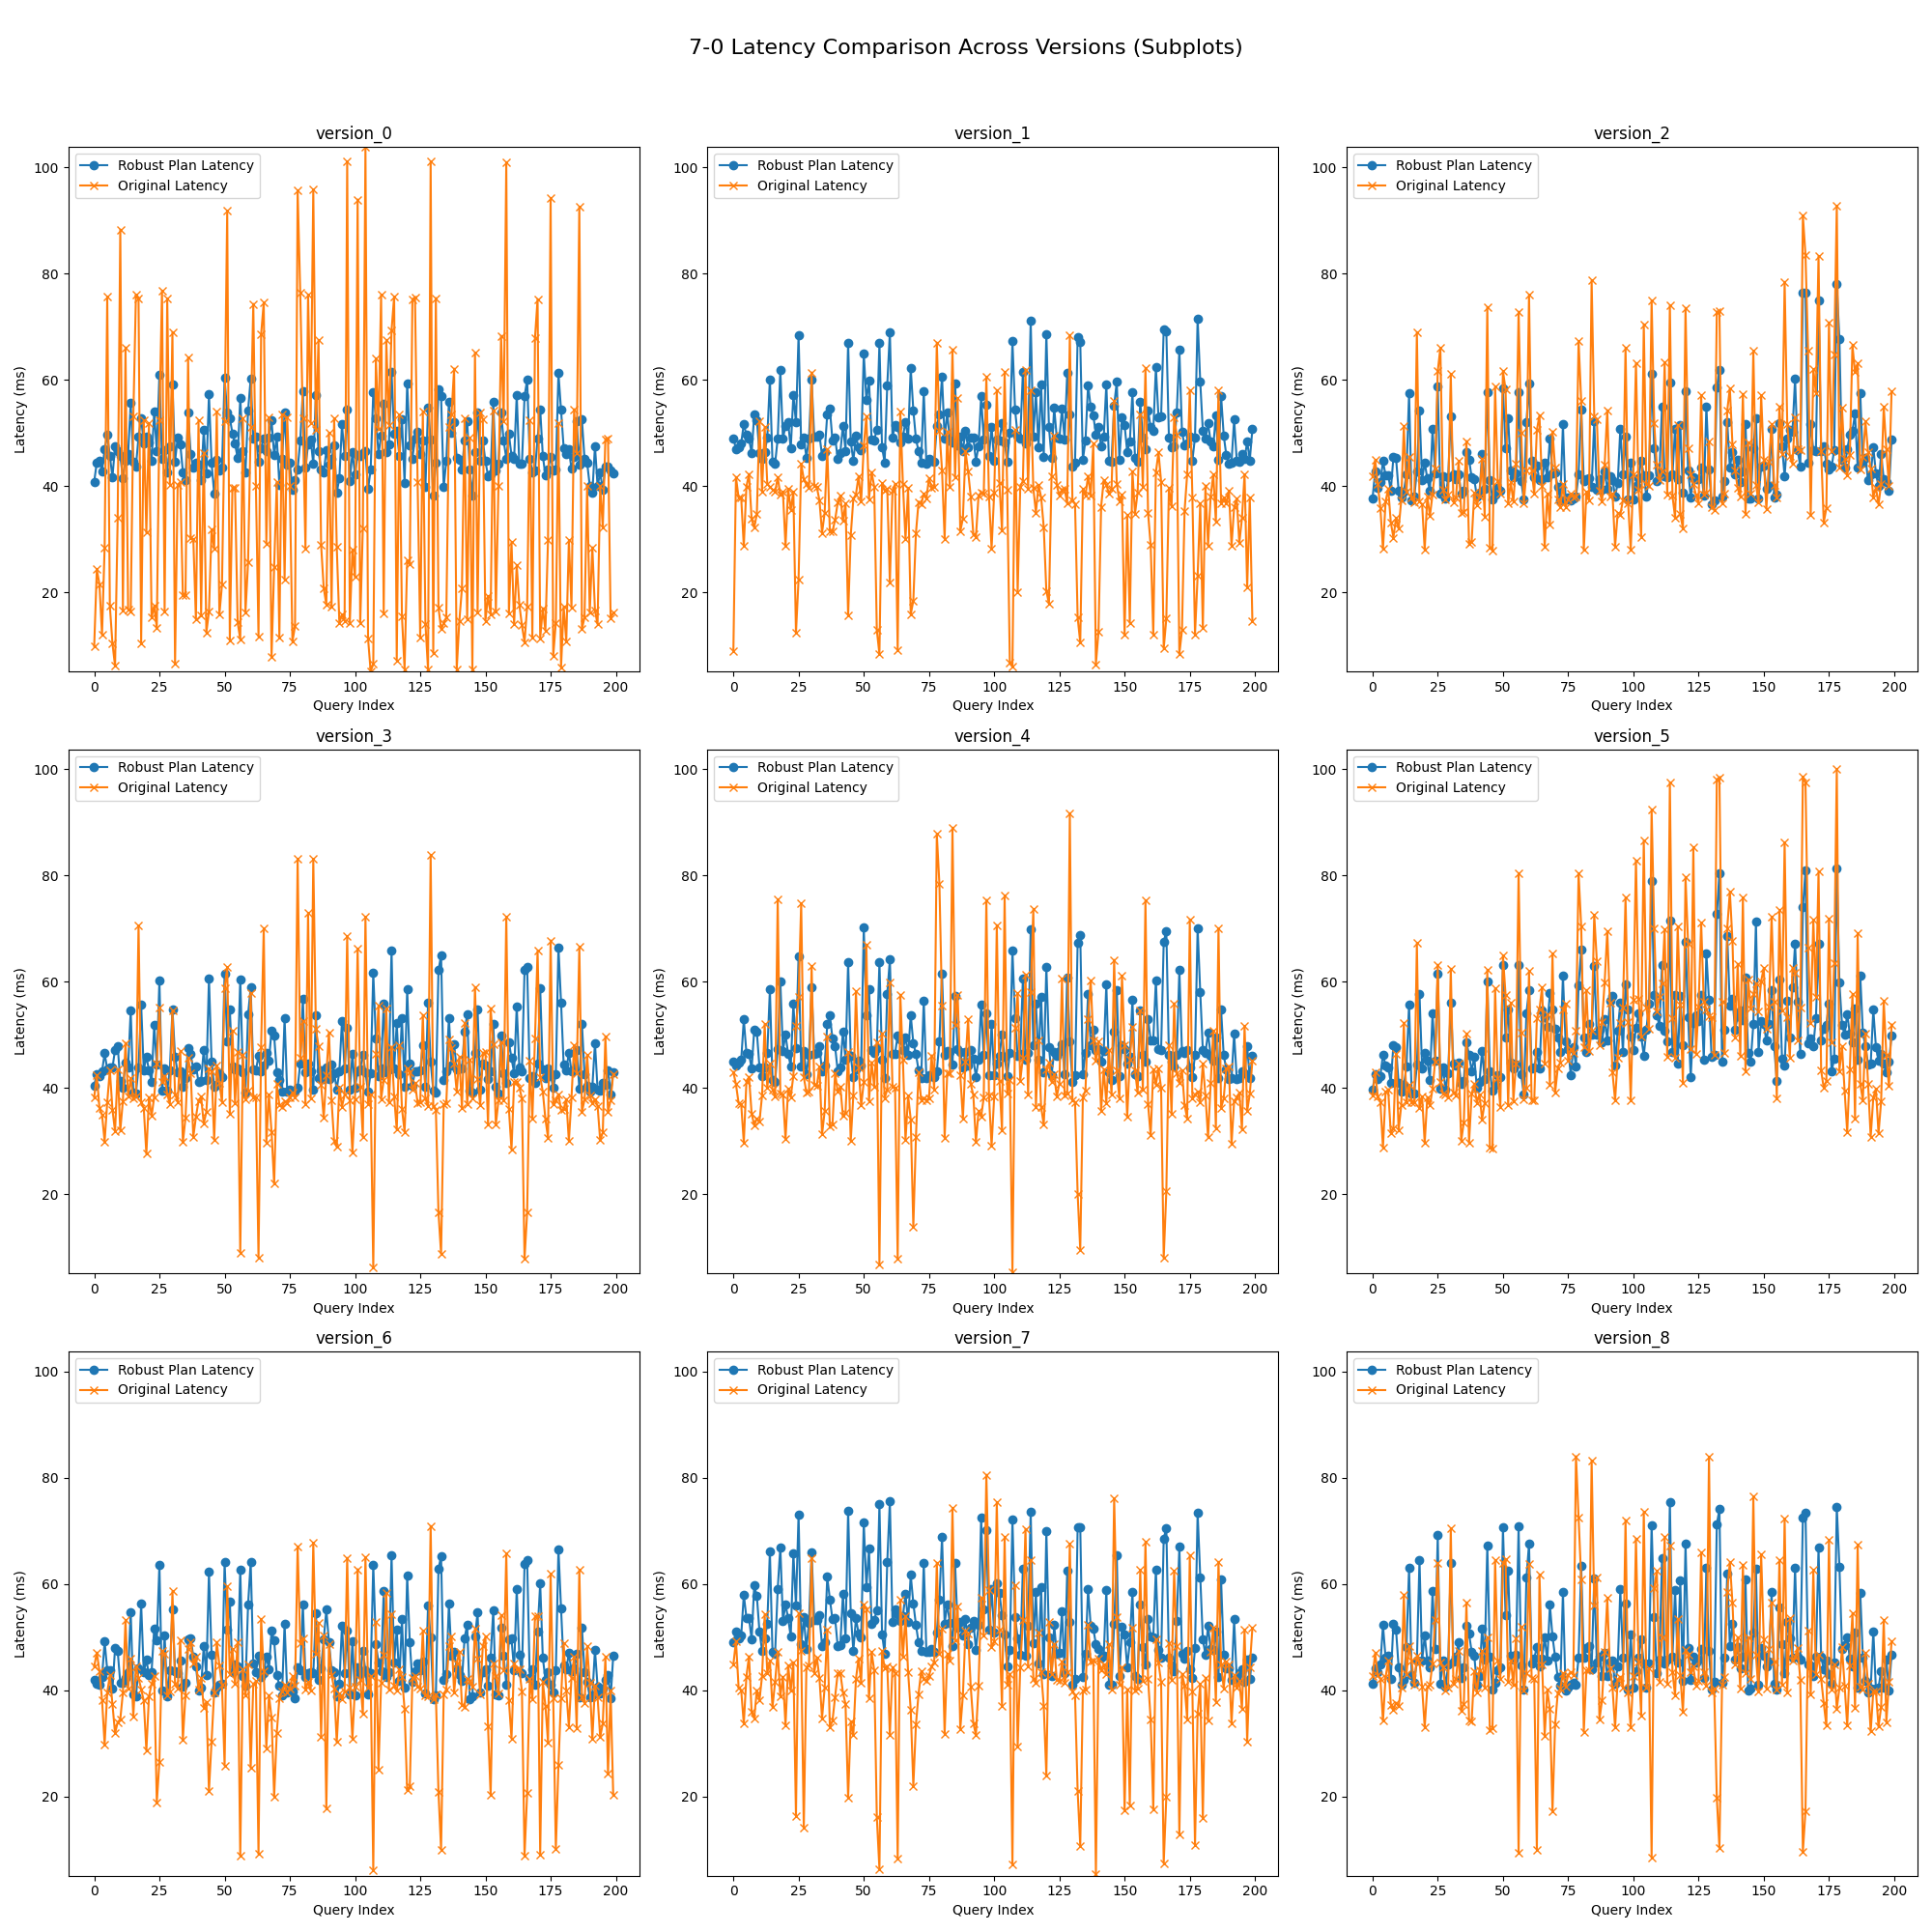 7-0 Latency Comparison Across Versions (Subplots)
version_0
Robust Plan Latency
Original Latency
Latency (ms)
100
80
60
40
20
0 25 50 75 100 125 150 175 200
Query Index
version_1
Robust Plan Latency
Original Latency
Latency (ms)
100
80
60
40
20
0 25 50 75 100 125 150 175 200
Query Index
version_2
Robust Plan Latency
Original Latency
Latency (ms)
100
80
60
40
20
0 25 50 75 100 125 150 175 200
Query Index
version_3
Robust Plan Latency
Original Latency
Latency (ms)
100
80
60
40
20
0 25 50 75 100 125 150 175 200
Query Index
version_4
Robust Plan Latency
Original Latency
Latency (ms)
100
80
60
40
20
0 25 50 75 100 125 150 175 200
Query Index
version_5
Robust Plan Latency
Original Latency
Latency (ms)
100
80
60
40
20
0 25 50 75 100 125 150 175 200
Query Index
version_6
Robust Plan Latency
Original Latency
Latency (ms)
100
80
60
40
20
0 25 50 75 100 125 150 175 200
Query Index
version_7
Robust Plan Latency
Original Latency
Latency (ms)
100
80
60
40
20
0 25 50 75 100 125 150 175 200
Query Index
version_8
Robust Plan Latency
Original Latency
Latency (ms)
100
80
60
40
20
0 25 50 75 100 125 150 175 200
Query Index